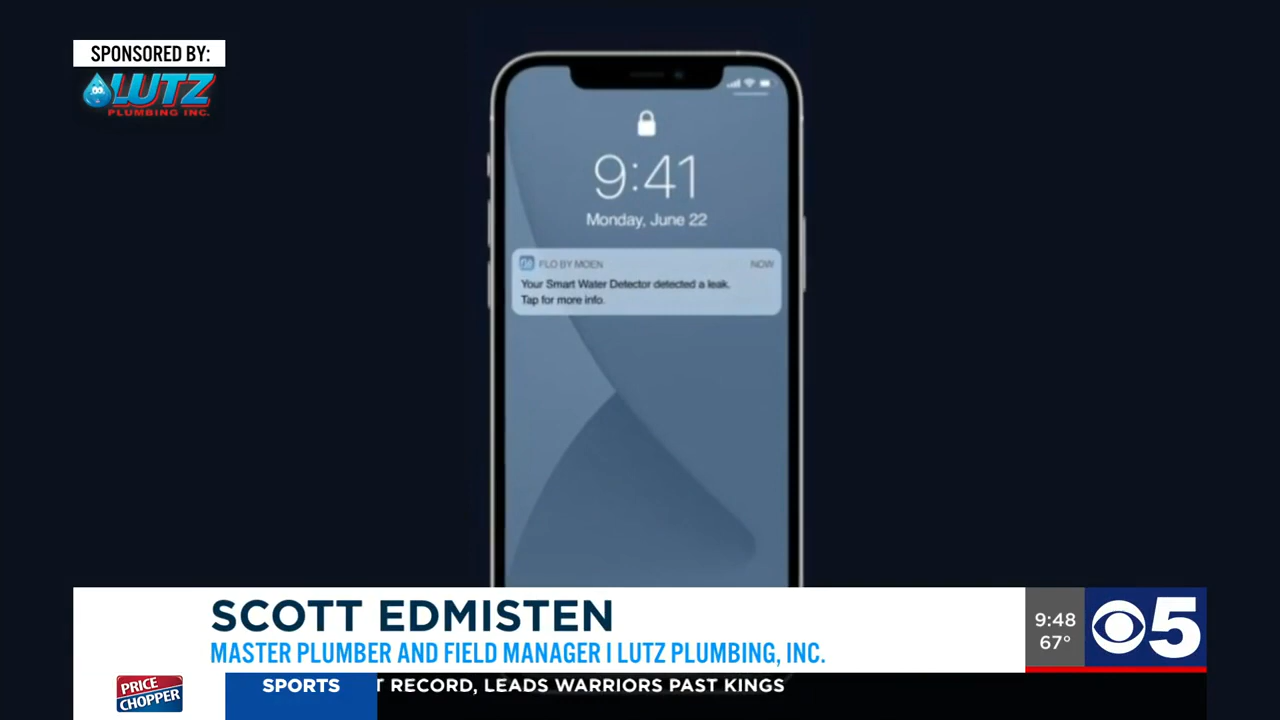 SPONSORED BY:
LUTZ
PLUMBING INC.
9:41
Monday, June 22
FLO BY MOEN NOW
Your Smart Water Detector detected a leak.
Tap for more info.
SCOTT EDMISTEN
MASTER PLUMBER AND FIELD MANAGER | LUTZ PLUMBING, INC.
9:48
67°
5
PRICE
CHOPPER
SPORTS T RECORD, LEADS WARRIORS PAST KINGS